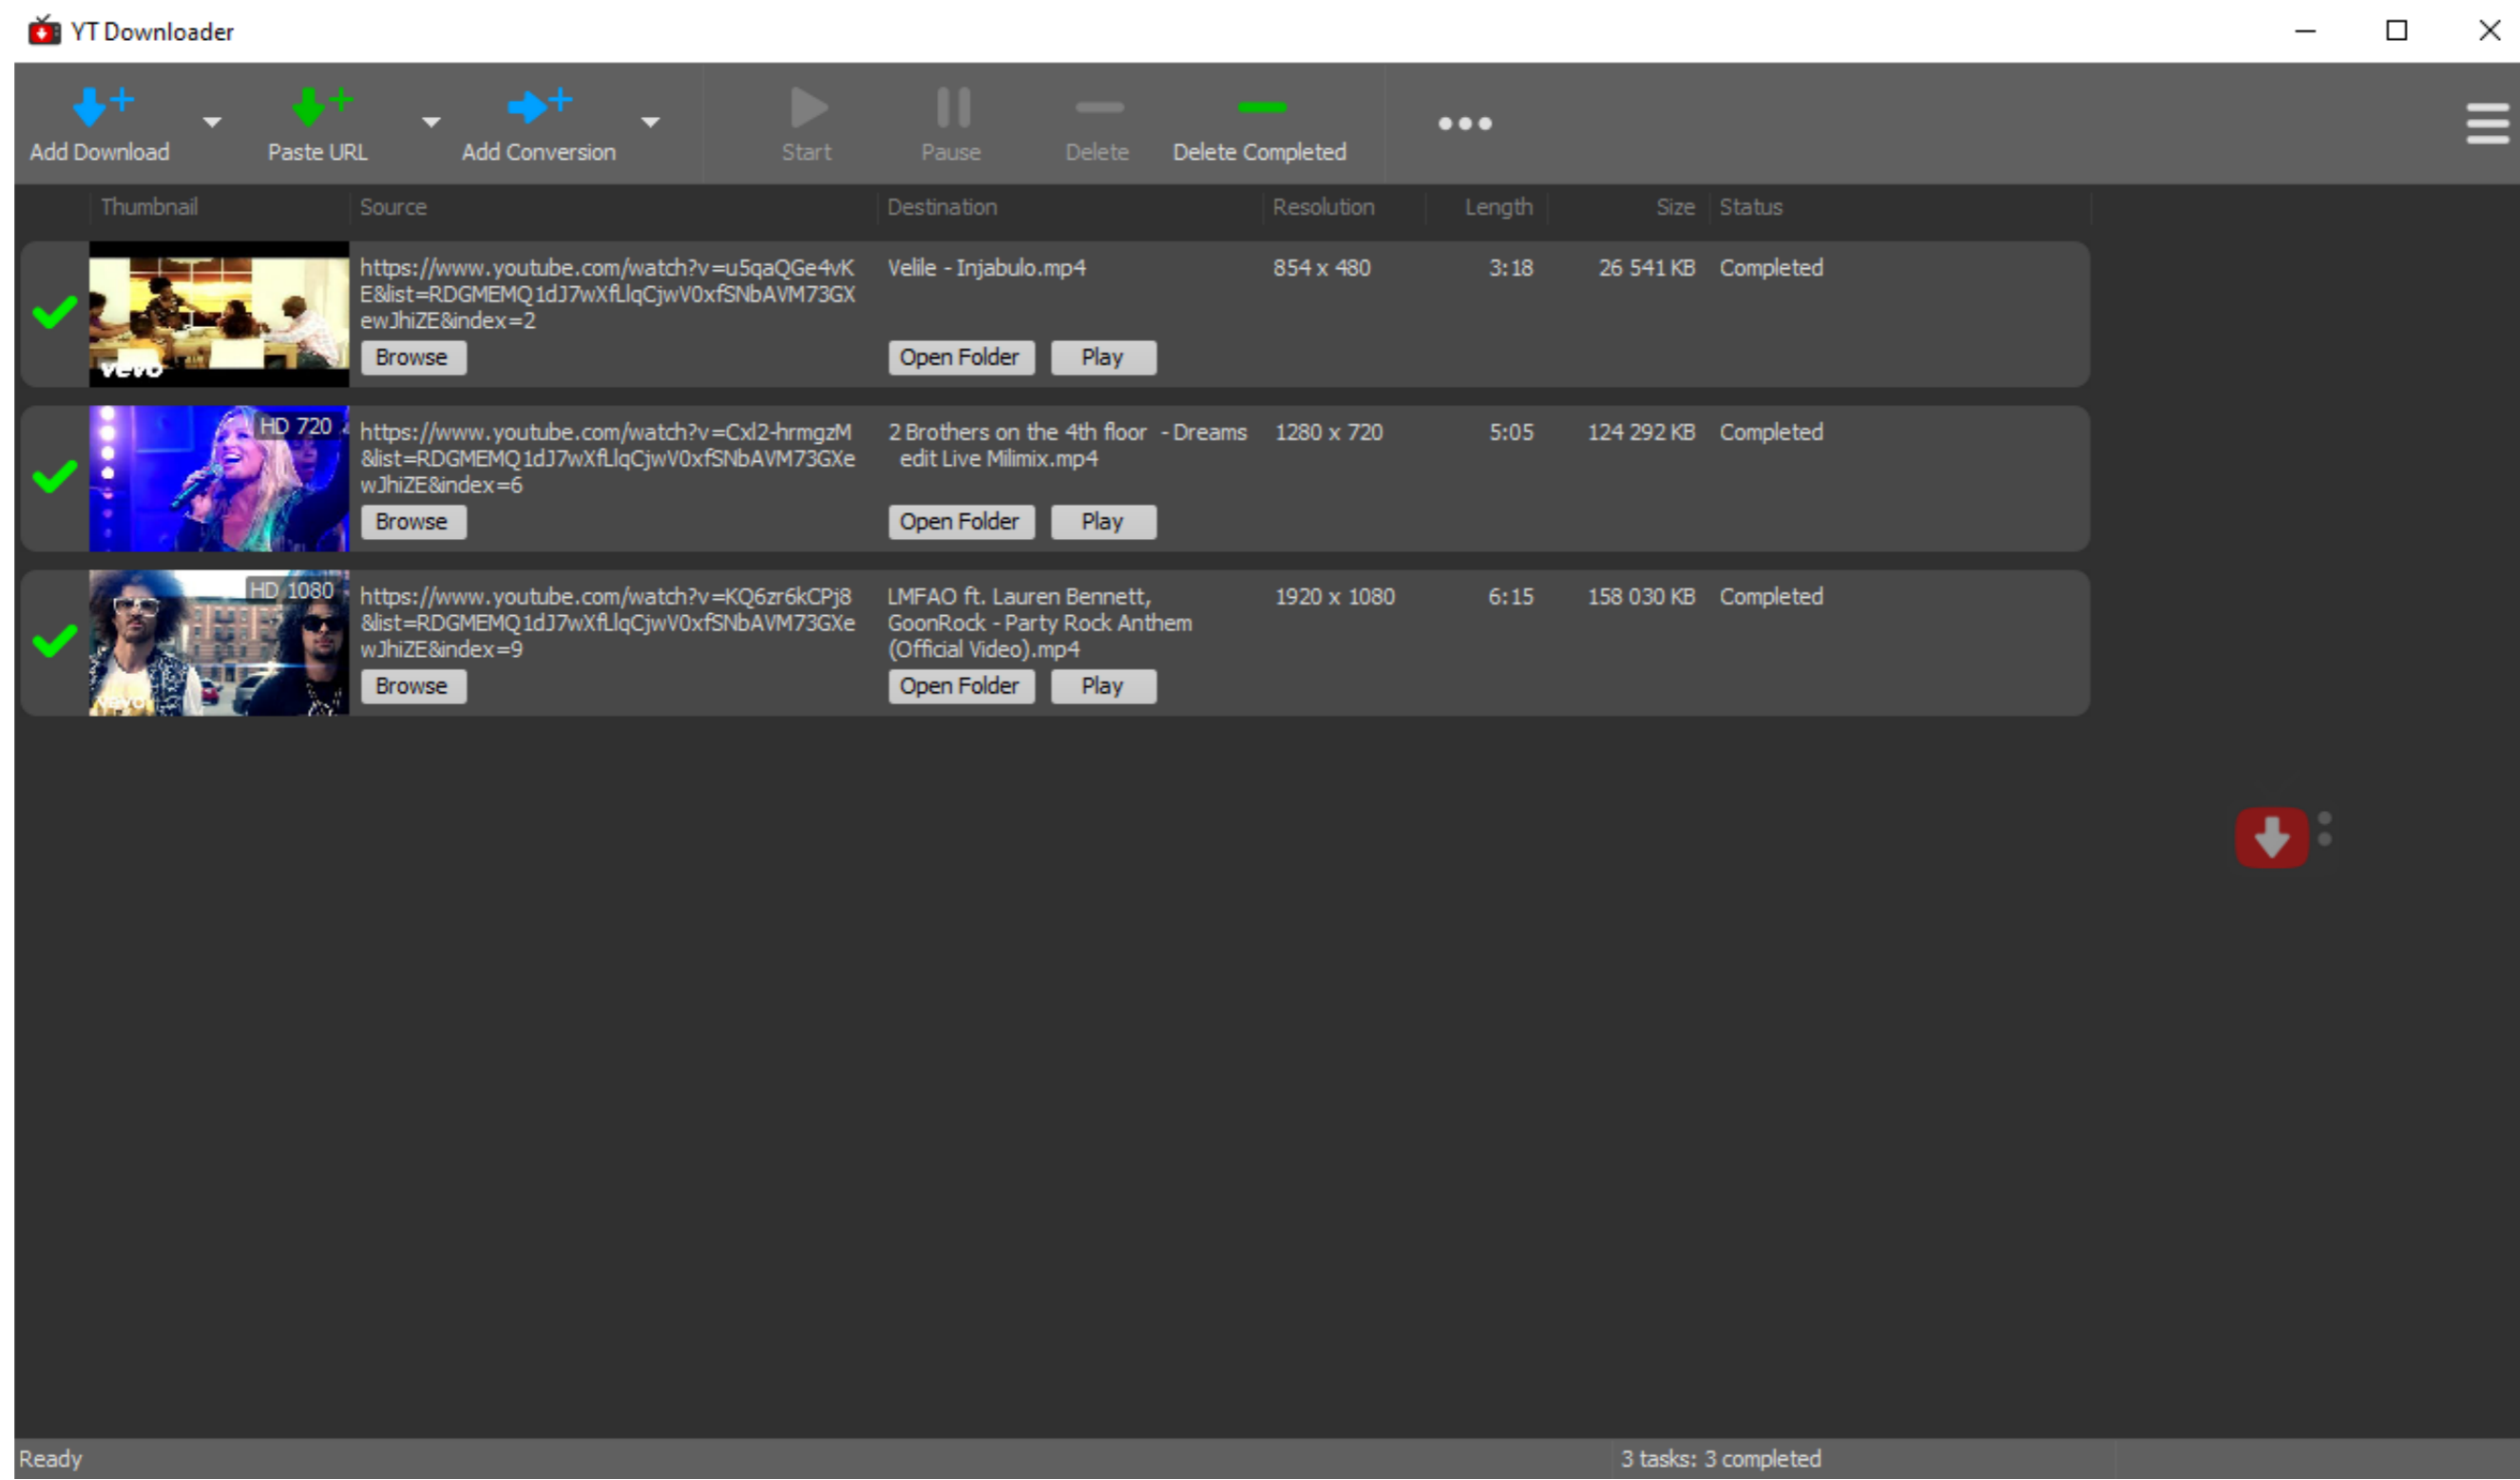 YT Downloader
Add Download
Paste URL
Add Conversion
Start
Pause
Delete
Delete Completed
Thumbnail
Source
Destination
Resolution
Length
Size
Status
vevo
https://www.youtube.com/watch?v=u5qaQGe4vK
E&list=RDGMEMQ1dJ7wXfLlqCjwV0xfSNbAVM73GX
ewJhiZE&index=2
Browse
Velile - Injabulo.mp4
Open Folder
Play
854 x 480
3:18
26 541 KB
Completed
HD 720
https://www.youtube.com/watch?v=Cxl2-hrmgzM
&list=RDGMEMQ1dJ7wXfLlqCjwV0xfSNbAVM73GXe
wJhiZE&index=6
Browse
2 Brothers on the 4th floor - Dreams
edit Live Milimix.mp4
Open Folder
Play
1280 x 720
5:05
124 292 KB
Completed
HD 1080
vevo
https://www.youtube.com/watch?v=KQ6zr6kCPj8
&list=RDGMEMQ1dJ7wXfLlqCjwV0xfSNbAVM73GXe
wJhiZE&index=9
Browse
LMFAO ft. Lauren Bennett,
GoonRock - Party Rock Anthem
(Official Video).mp4
Open Folder
Play
1920 x 1080
6:15
158 030 KB
Completed
Ready
3 tasks: 3 completed